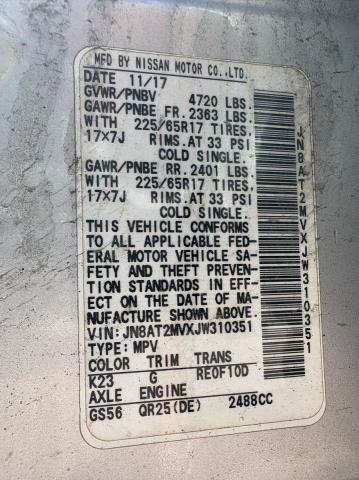 MFD BY NISSAN MOTOR CO.,LTD.
DATE 11/17
GVWR/PNBV 4720 LBS.
GAWR/PNBE FR. 2363 LBS.
WITH 225/65R17 TIRES,
17X7J RIMS.AT 33 PSI
COLD SINGLE.
GAWR/PNBE RR. 2401 LBS.
WITH 225/65R17 TIRES,
17X7J RIMS.AT 33 PSI
COLD SINGLE.
THIS VEHICLE CONFORMS
TO ALL APPLICABLE FED-
ERAL MOTOR VEHICLE SA-
FETY AND THEFT PREVEN-
TION STANDARDS IN EFF-
ECT ON THE DATE OF MA-
NUFACTURE SHOWN ABOVE.
VIN: JN8AT2MVXJW310351
TYPE: MPV
COLOR TRIM TRANS
K23 G RE0F10D
AXLE ENGINE
GS56 QR25(DE) 2488CC
JN8AT2MVXJW310351